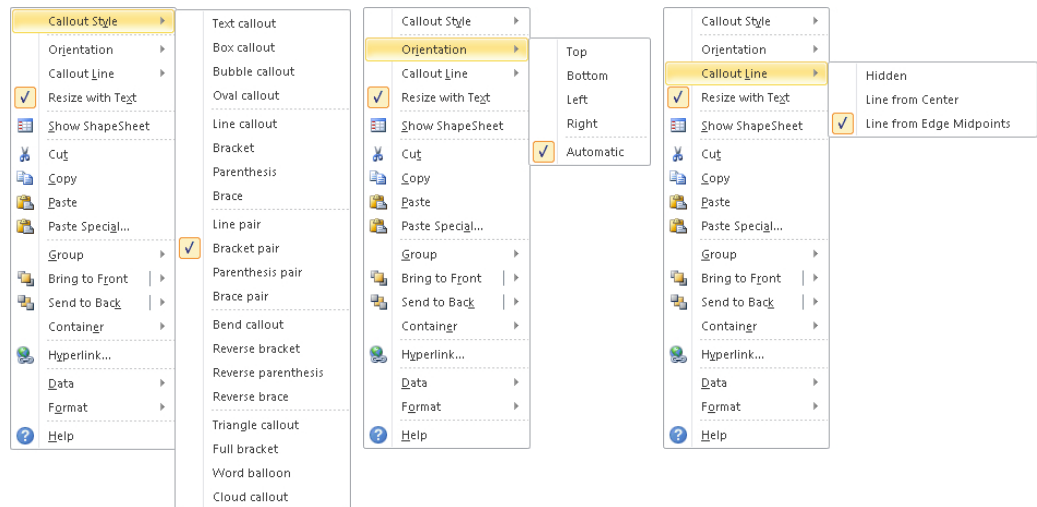 Callout Style
Orientation
Callout Line
Resize with Text
Show ShapeSheet
Cut
Copy
Paste
Paste Special...
Group
Bring to Front
Send to Back
Container
Hyperlink...
Data
Format
Help
Text callout
Box callout
Bubble callout
Oval callout
Line callout
Bracket
Parenthesis
Brace
Line pair
Bracket pair
Parenthesis pair
Brace pair
Bend callout
Reverse bracket
Reverse parenthesis
Reverse brace
Triangle callout
Full bracket
Word balloon
Cloud callout
Callout Style
Orientation
Callout Line
Resize with Text
Show ShapeSheet
Cut
Copy
Paste
Paste Special...
Group
Bring to Front
Send to Back
Container
Hyperlink...
Data
Format
Help
Top
Bottom
Left
Right
Automatic
Callout Style
Orientation
Callout Line
Resize with Text
Show ShapeSheet
Cut
Copy
Paste
Paste Special...
Group
Bring to Front
Send to Back
Container
Hyperlink...
Data
Format
Help
Hidden
Line from Center
Line from Edge Midpoints